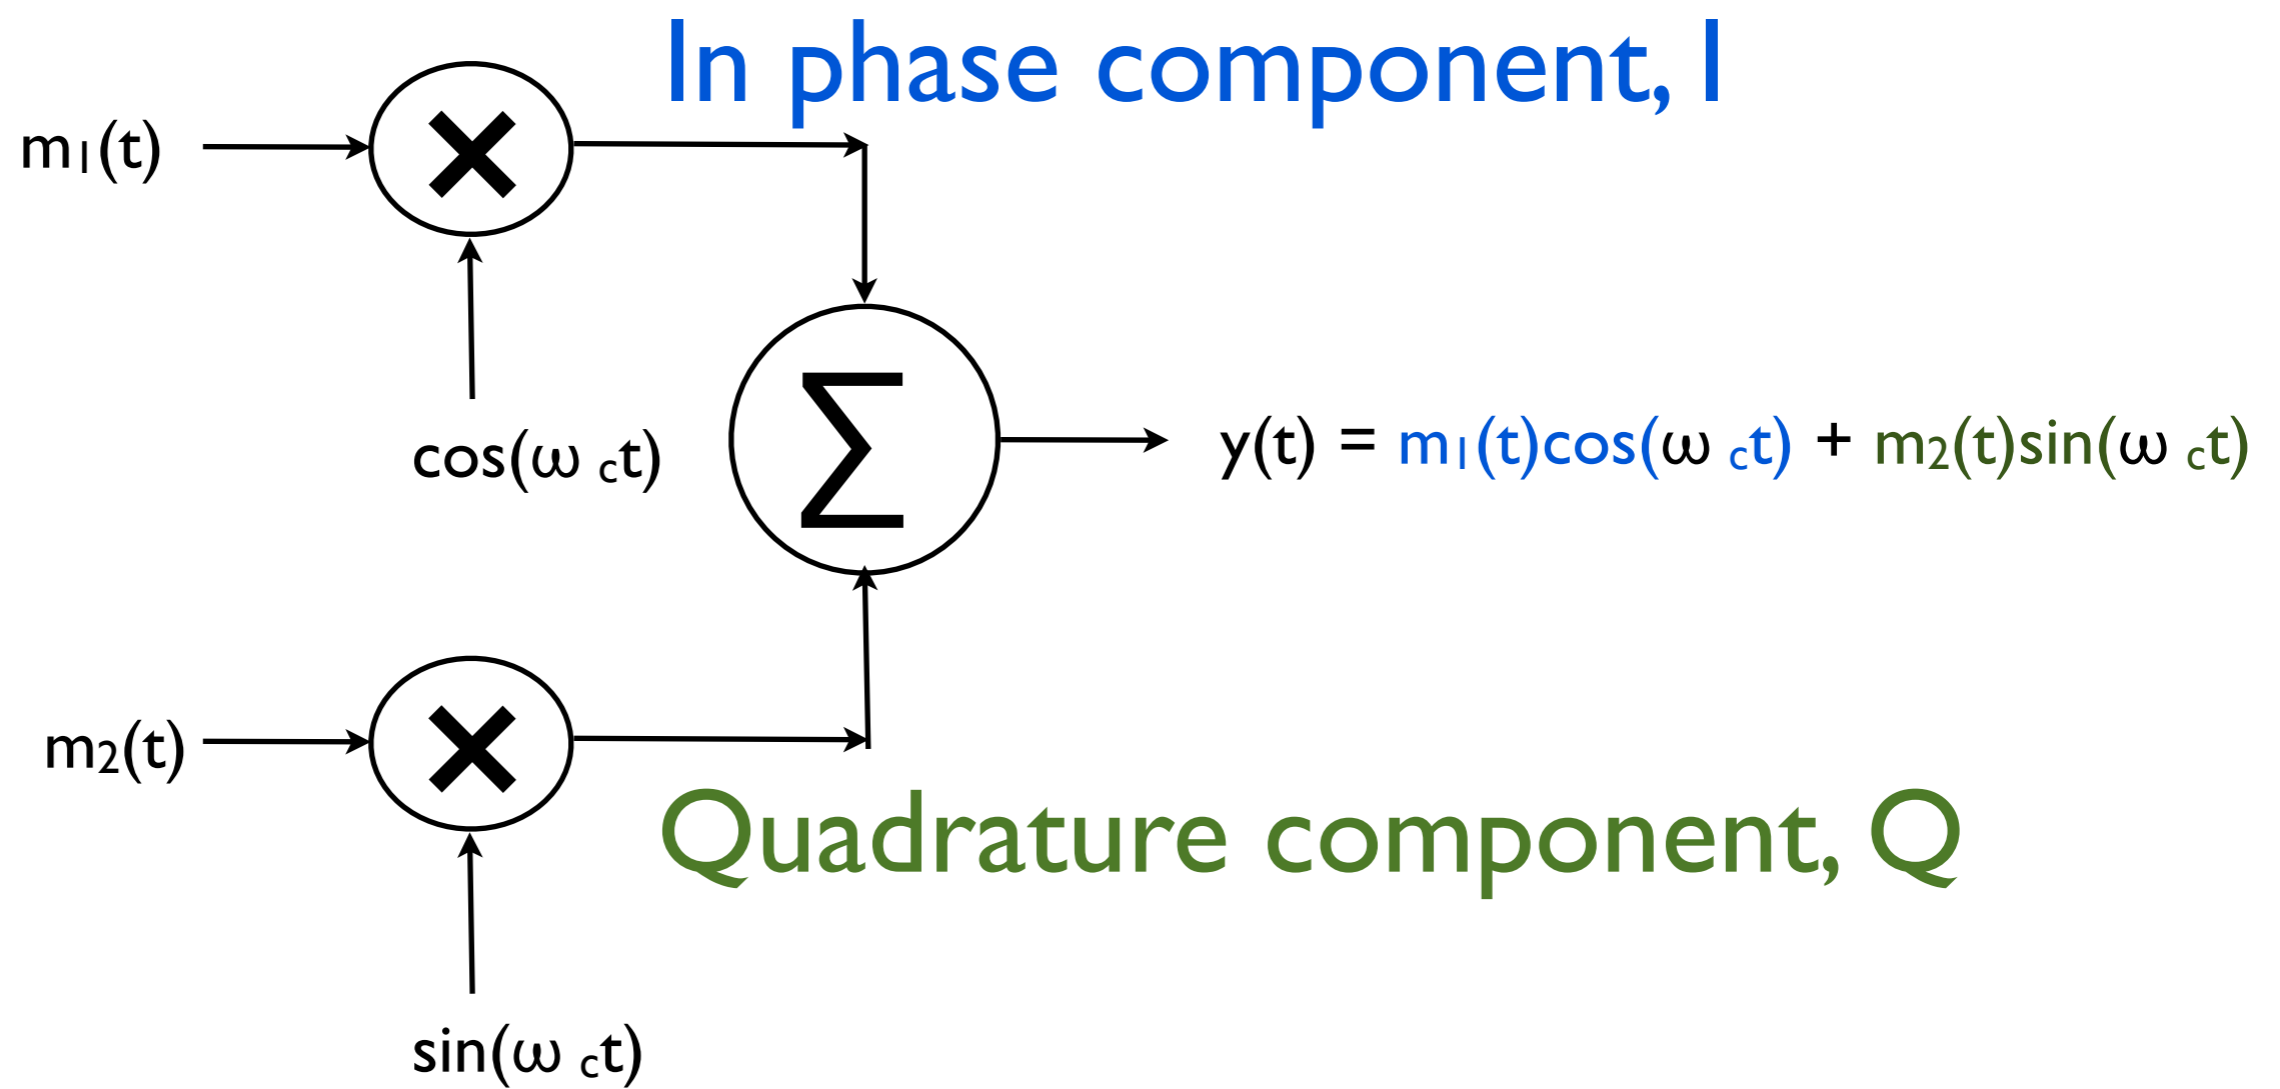 In phase component, I
m₁(t)
×
cos(ω ct)
∑
y(t) = m₁(t)cos(ω ct) + m₂(t)sin(ω ct)
m₂(t)
×
Quadrature component, Q
sin(ω ct)